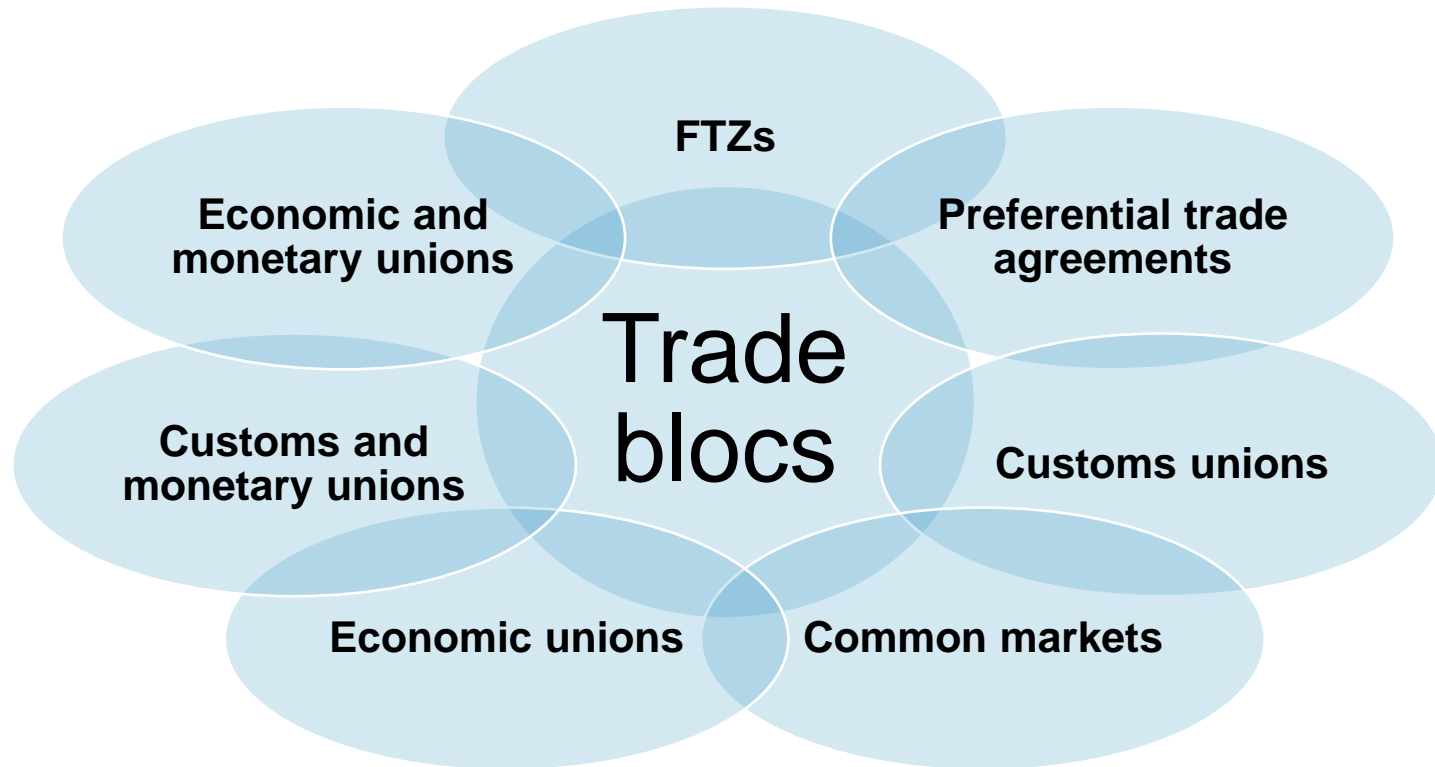 FTZs
Preferential trade
agreements
Customs unions
Common markets
Economic unions
Customs and
monetary unions
Economic and
monetary unions
Trade
blocs